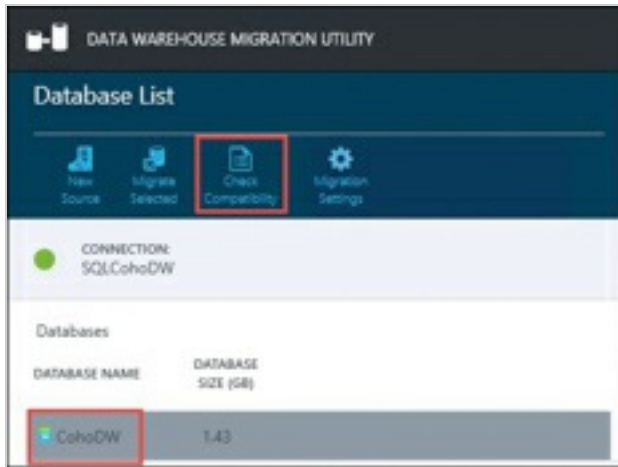 DATA WAREHOUSE MIGRATION UTILITY
Database List
New Migrate Check Migration
Source Selected Compatibility Settings
CONNECTION:
SQLCohoDW
Databases
DATABASE NAME DATABASE SIZE (GB)
CohoDW 1.43